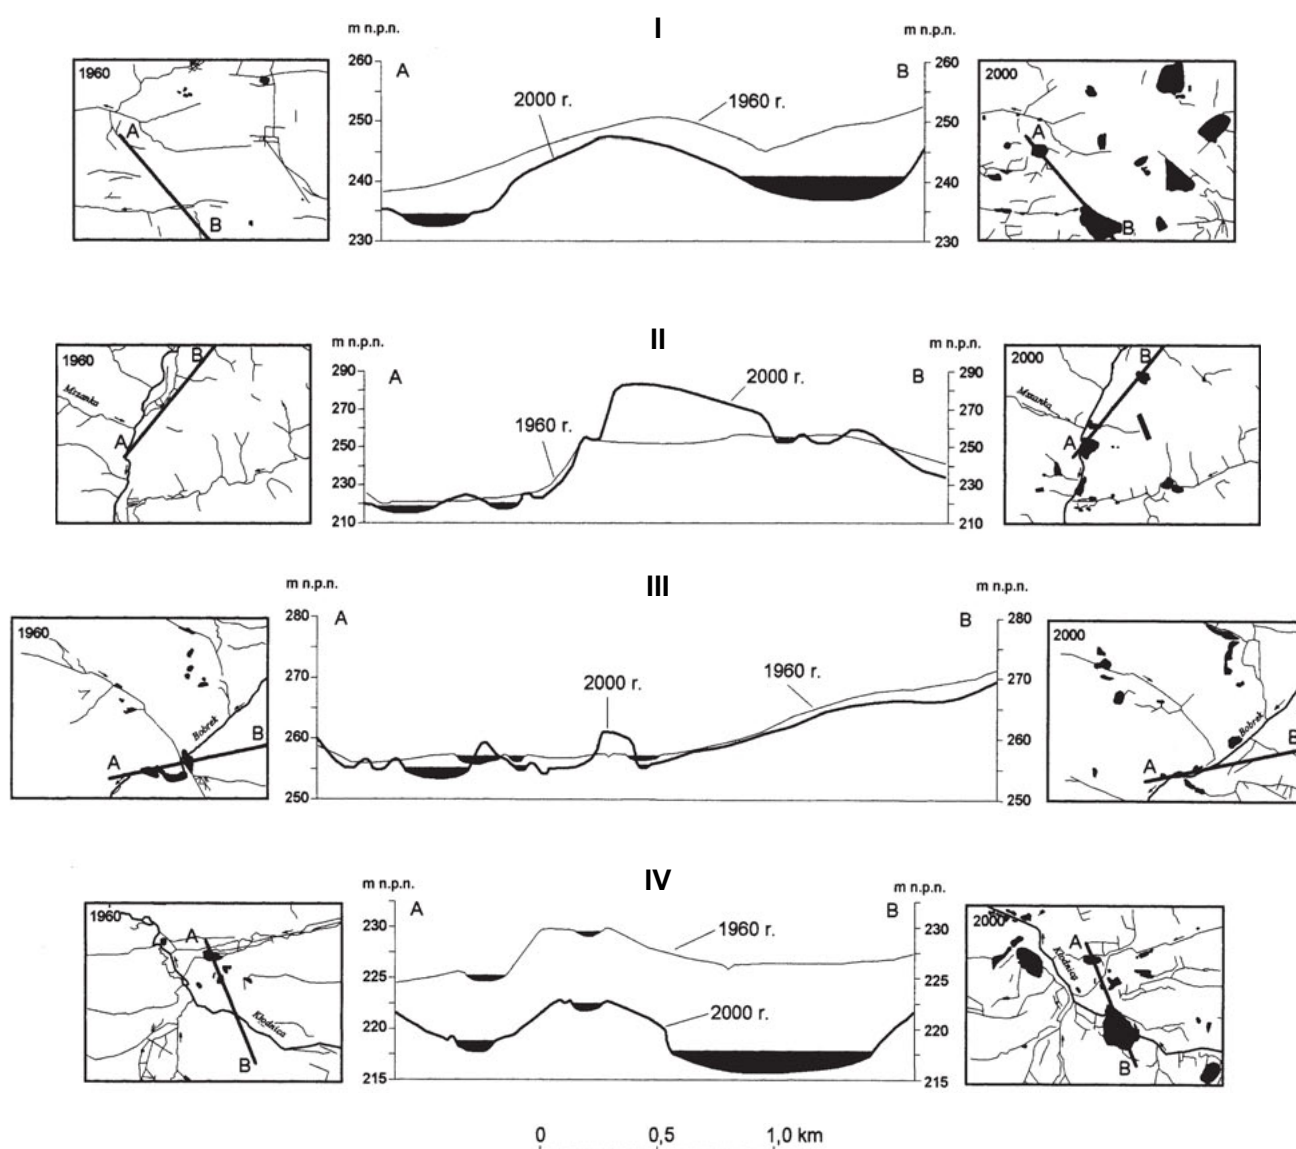 I
m n.p.n.
m n.p.n.
1960
260
250
240
230
A
2000 r.
1960 r.
B
260
250
240
230
2000
A
B
A
B
II
m n.p.n.
m n.p.n.
1960
Mrzanka
A
B
290
270
250
230
210
A
1960 r.
2000 r.
B
290
270
250
230
210
2000
Mrzanka
A
B
III
m n.p.n.
m n.p.n.
1960
Bobrek
A
B
280
270
260
250
A
2000 r.
1960 r.
B
280
270
260
250
2000
Bobrek
A
B
IV
m n.p.n.
m n.p.n.
1960
A
Kłodnica
B
230
225
220
215
A
1960 r.
2000 r.
B
230
225
220
215
2000
A
Kłodnica
B
0 0,5 1,0 km